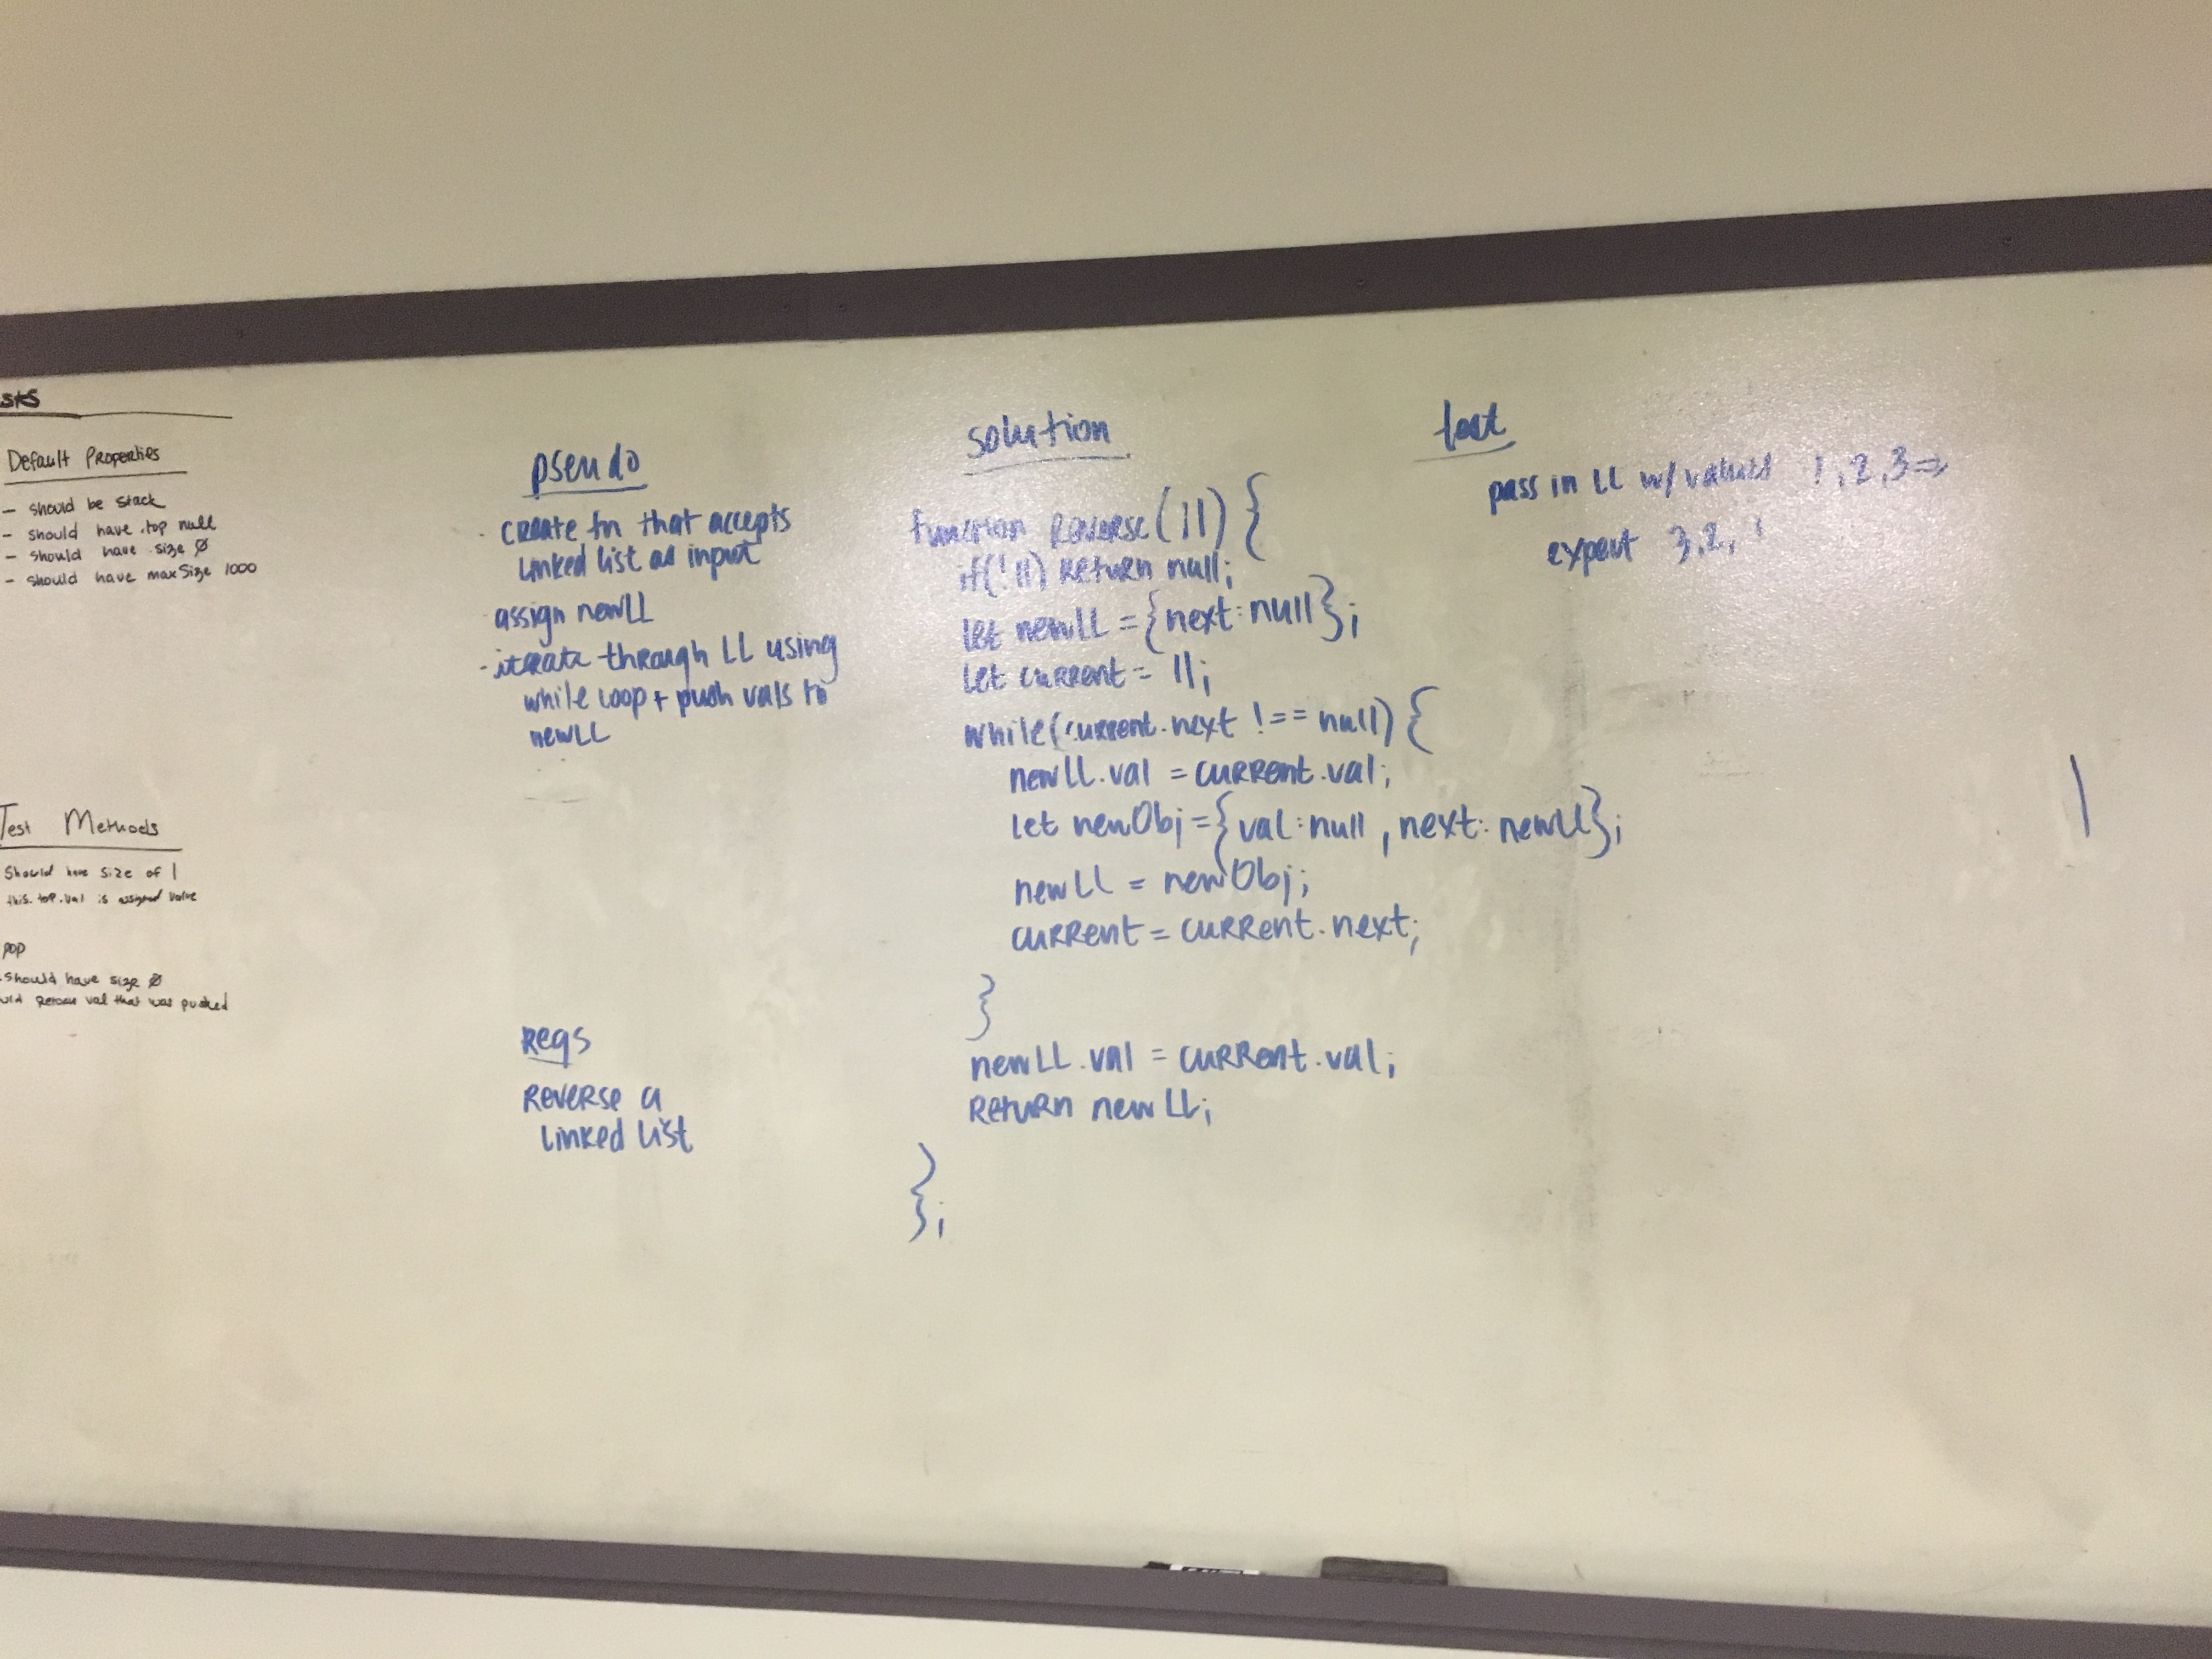 sts
Default Properties
- should be stack
- should have .top null
- should have .size Ø
- should have maxSize 1000
Test Methods
Should have size of 1
this.top.val is assigned value
pop
- Should have size Ø
return val that was pushed
pseudo
- create fn that accepts
linked list as input
- assign newLL
- iterate through LL using
while loop + push vals to
newLL
Reqs
Reverse a
linked list
solution
function reverse(ll) {
if(!ll) return null;
let newLL = {next: null};
let current = ll;
while(current.next !== null) {
newLL.val = current.val;
let newObj = {val: null, next: newLL};
newLL = newObj;
current = current.next;
}
newLL.val = current.val;
Return newLL;
};
test
pass in LL w/ values 1, 2, 3 ⇒
expect 3, 2, 1